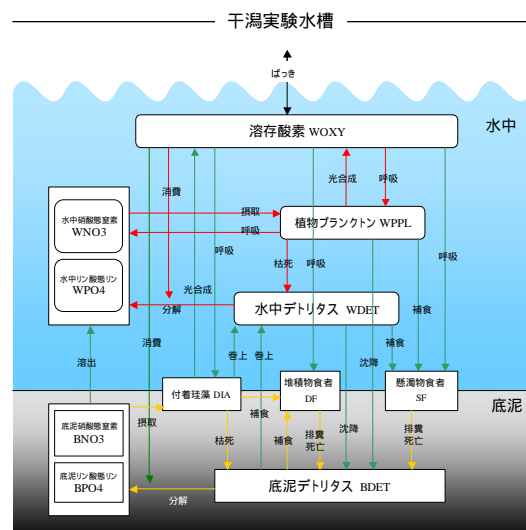 干潟実験水槽
ばっき
溶存酸素 WOXY
水中
消費
光合成
呼吸
水中硝酸態窒素
WNO3
摂取
植物プランクトン WPPL
呼吸
呼吸
枯死
呼吸
呼吸
水中リン酸態リン
WPO4
光合成
水中デトリタス WDET
補食
分解
消費
巻上
巻上
補食
溶出
沈降
付着珪藻 DIA
堆積物食者
DF
懸濁物食者
SF
底泥
底泥硝酸態窒素
BNO3
摂取
補食
枯死
補食
排糞
死亡
沈降
排糞
死亡
底泥リン酸態リン
BPO4
分解
底泥デトリタス BDET